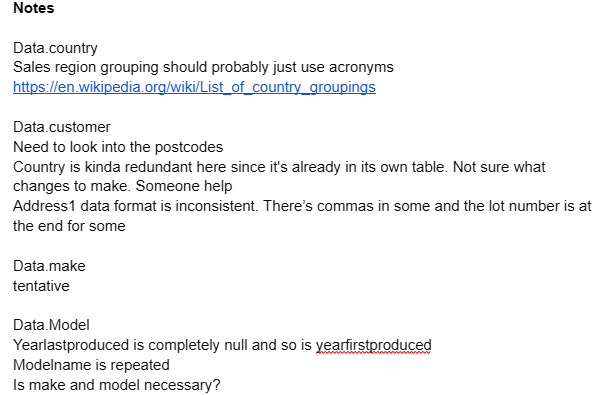 Notes
Data.country
Sales region grouping should probably just use acronyms
https://en.wikipedia.org/wiki/List_of_country_groupings
Data.customer
Need to look into the postcodes
Country is kinda redundant here since it's already in its own table. Not sure what
changes to make. Someone help
Address1 data format is inconsistent. There’s commas in some and the lot number is at
the end for some
Data.make
tentative
Data.Model
Yearlastproduced is completely null and so is yearfirstproduced
Modelname is repeated
Is make and model necessary?